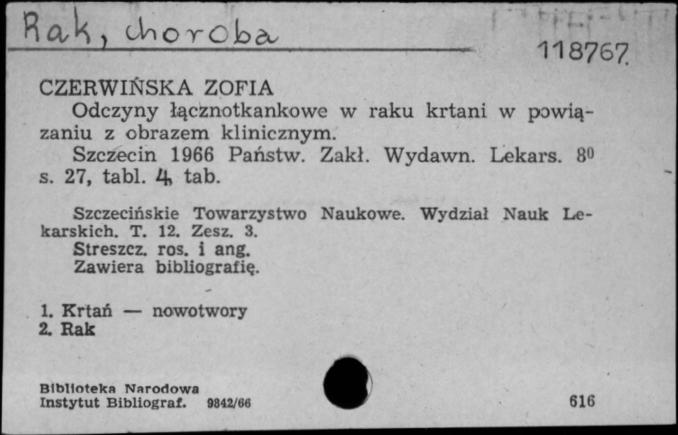 Rak, choroba
118767.
CZERWIŃSKA ZOFIA
Odczyny łącznotkankowe w raku krtani w powią-
zaniu z obrazem klinicznym.
Szczecin 1966 Państw. Zakł. Wydawn. Lekars. 8⁰
s. 27, tabl. 4, tab.
Szczecińskie Towarzystwo Naukowe. Wydział Nauk Le-
karskich. T. 12. Zesz. 3.
Streszcz. ros. i ang.
Zawiera bibliografię.
1. Krtań — nowotwory
2. Rak
Biblioteka Narodowa
Instytut Bibliograf. 9842/66
616